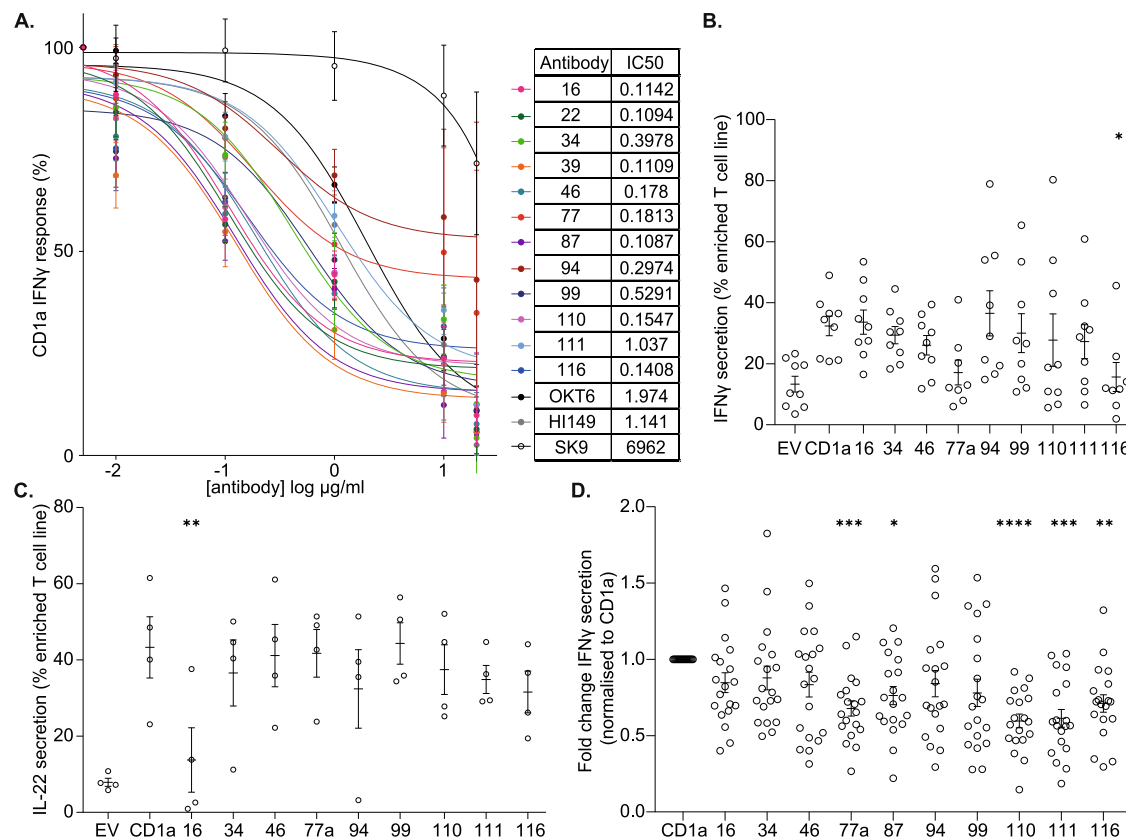 A.
CD1a IFNγ response (%)
100
50
0
-2 -1 0 1
[antibody] log µg/ml
Antibody IC50
16 0.1142
22 0.1094
34 0.3978
39 0.1109
46 0.178
77 0.1813
87 0.1087
94 0.2974
99 0.5291
110 0.1547
111 1.037
116 0.1408
OKT6 1.974
HI149 1.141
SK9 6962
B.
IFNγ secretion (% enriched T cell line)
100
80
60
40
20
0
*
EV CD1a 16 34 46 77a 94 99 110 111 116
C.
IL-22 secretion (% enriched T cell line)
80
60
40
20
0
**
EV CD1a 16 34 46 77a 94 99 110 111 116
D.
Fold change IFNγ secretion
(normalised to CD1a)
2.0
1.5
1.0
0.5
0.0
*** * **** *** **
CD1a 16 34 46 77a 87 94 99 110 111 116